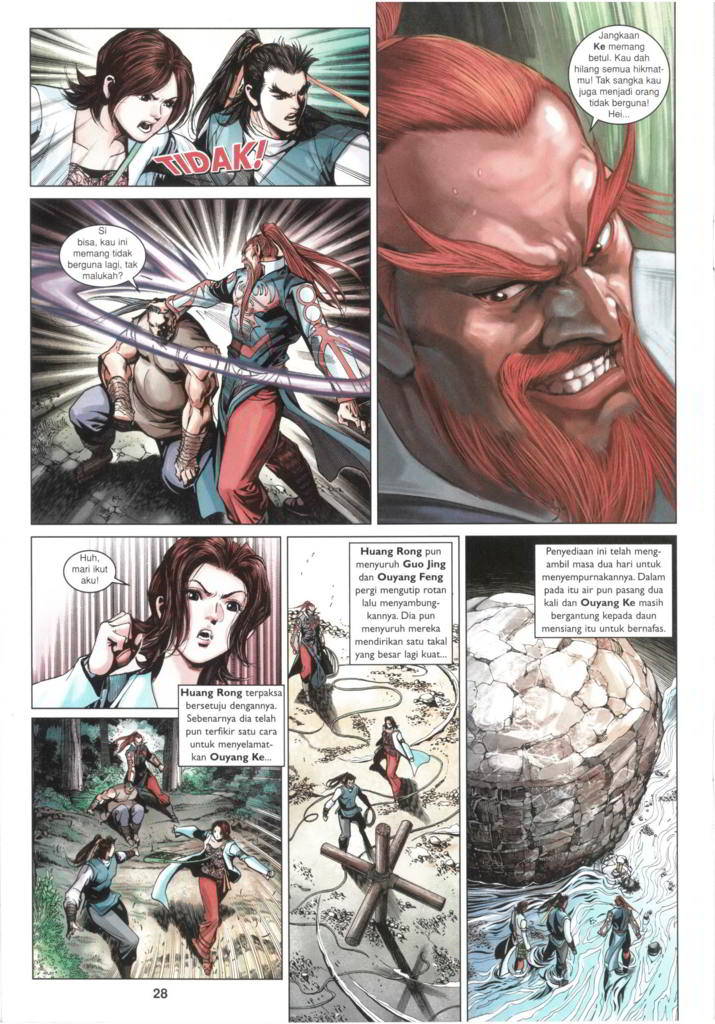 TIDAK!
Jangkaan
Ke memang
betul. Kau dah
hilang semua hikmat-
mu! Tak sangka kau
juga menjadi orang
tidak berguna!
Hei...
Si
bisa, kau ini
memang tidak
berguna lagi, tak
malukah?
Huh,
mari ikut
aku!
Huang Rong terpaksa
bersetuju dengannya.
Sebenarnya dia telah
pun terfikir satu cara
untuk menyelamat-
kan Ouyang Ke...
Huang Rong pun
menyuruh Guo Jing
dan Ouyang Feng
pergi mengutip rotan
lalu menyambung-
kannya. Dia pun
menyuruh mereka
mendirikan satu takal
yang besar lagi kuat...
Penyediaan ini telah meng-
ambil masa dua hari untuk
menyempurnakannya. Dalam
pada itu air pun pasang dua
kali dan Ouyang Ke masih
bergantung kepada daun
mensiang itu untuk bernafas.
28